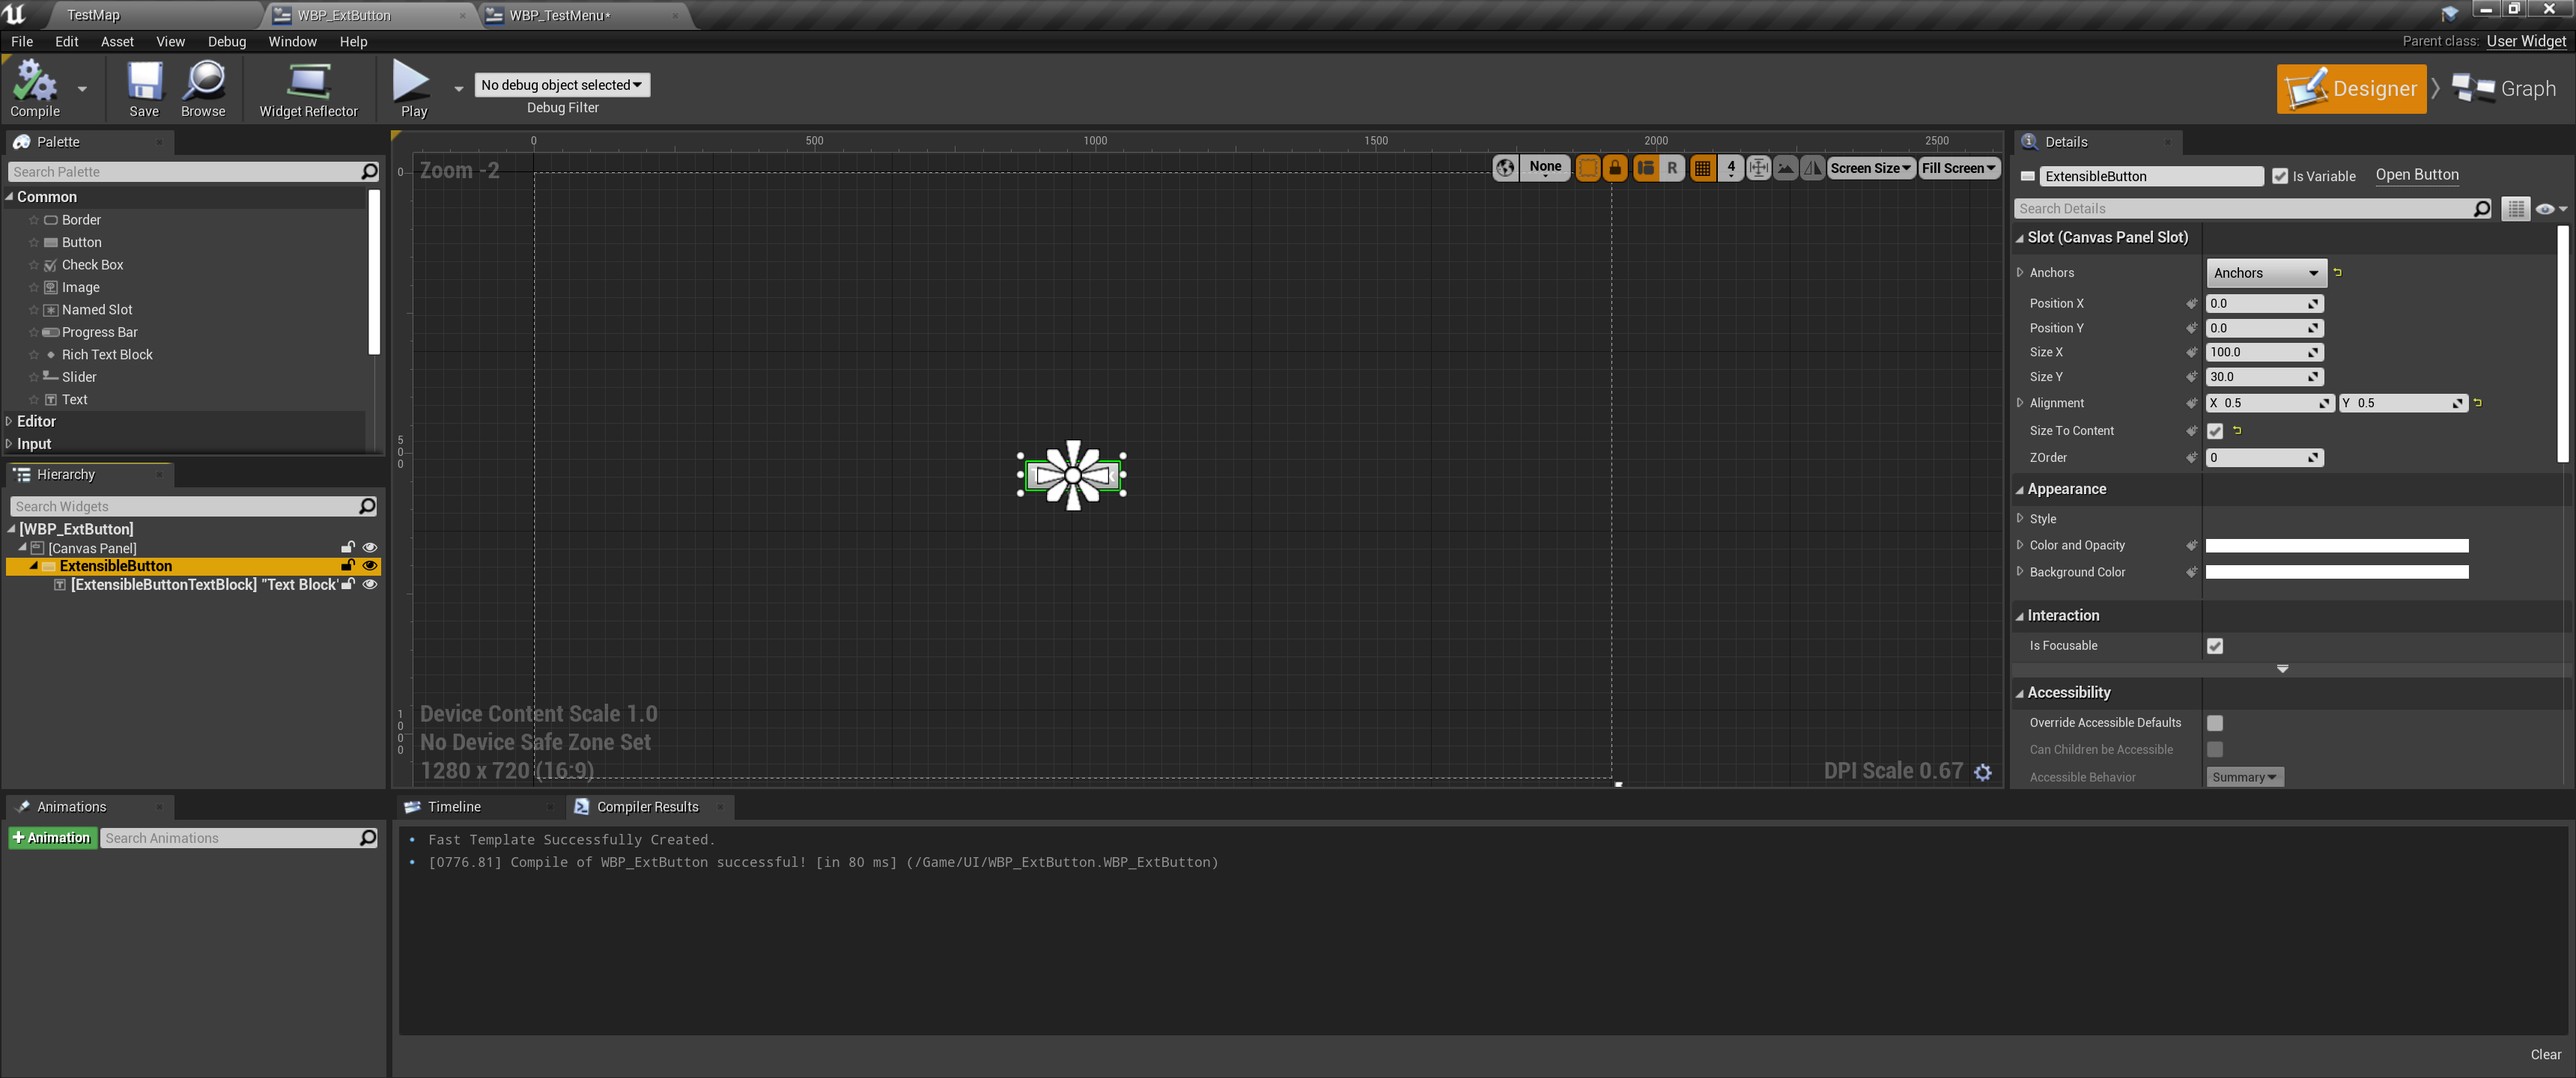 TestMap
WBP_ExtButton
WBP_TestMenu*
File Edit Asset View Debug Window Help
Parent class: User Widget
Compile
Save
Browse
Widget Reflector
Play
No debug object selected
Debug Filter
Designer
Graph
Palette
Search Palette
Common
Border
Button
Check Box
Image
Named Slot
Progress Bar
Rich Text Block
Slider
Text
Editor
Input
Hierarchy
Search Widgets
[WBP_ExtButton]
[Canvas Panel]
ExtensibleButton
[ExtensibleButtonTextBlock] "Text Block"
0 500 1000 1500 2000 2500
0
500
1000
Zoom -2
None
R
4
Screen Size
Fill Screen
Device Content Scale 1.0
No Device Safe Zone Set
1280 x 720 (16:9)
DPI Scale 0.67
Details
ExtensibleButton
Is Variable
Open Button
Search Details
Slot (Canvas Panel Slot)
Anchors Anchors
Position X 0.0
Position Y 0.0
Size X 100.0
Size Y 30.0
Alignment X 0.5 Y 0.5
Size To Content
ZOrder 0
Appearance
Style
Color and Opacity
Background Color
Interaction
Is Focusable
Accessibility
Override Accessible Defaults
Can Children be Accessible
Accessible Behavior Summary
Animations
+Animation
Search Animations
Timeline
Compiler Results
Fast Template Successfully Created.
[0776.81] Compile of WBP_ExtButton successful! [in 80 ms] (/Game/UI/WBP_ExtButton.WBP_ExtButton)
Clear